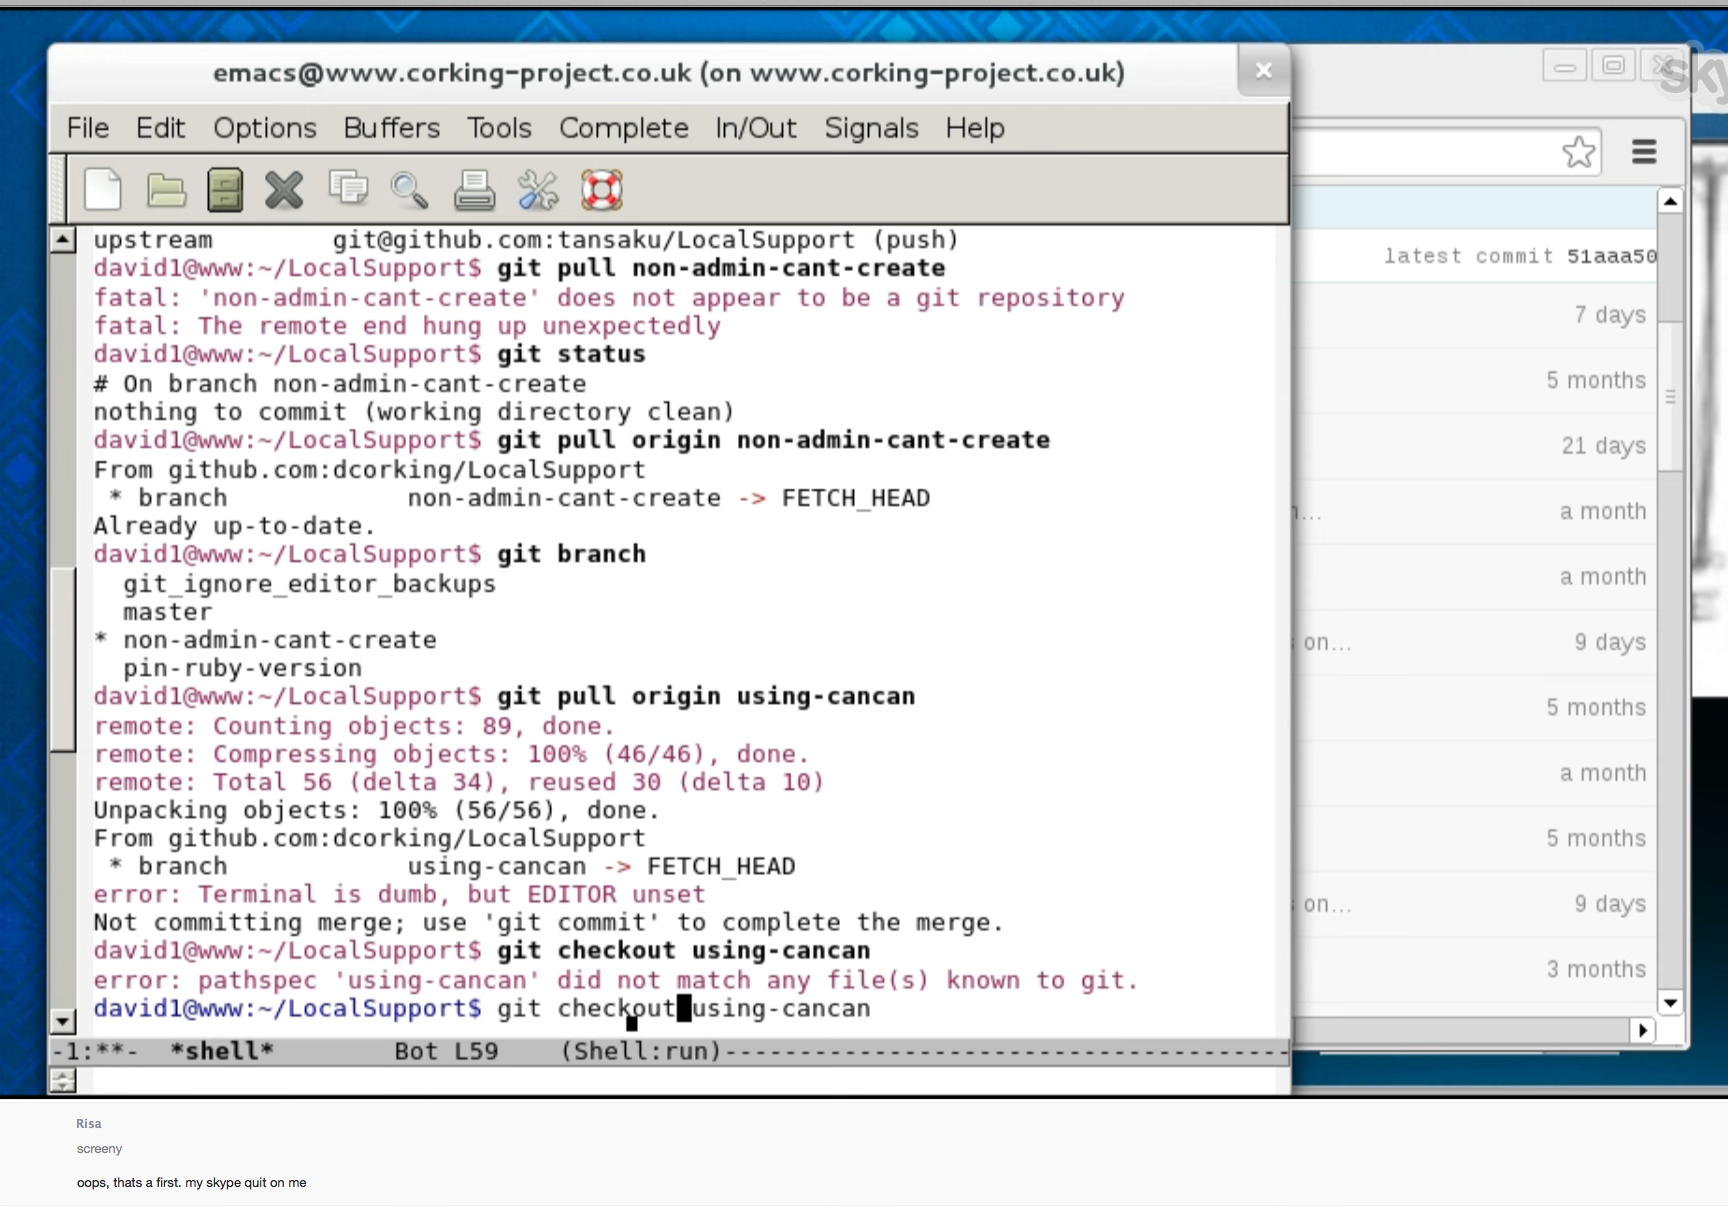 emacs@www.corking-project.co.uk (on www.corking-project.co.uk)
File Edit Options Buffers Tools Complete In/Out Signals Help
upstream        git@github.com:tansaku/LocalSupport (push)
david1@www:~/LocalSupport$ git pull non-admin-cant-create
fatal: 'non-admin-cant-create' does not appear to be a git repository
fatal: The remote end hung up unexpectedly
david1@www:~/LocalSupport$ git status
# On branch non-admin-cant-create
nothing to commit (working directory clean)
david1@www:~/LocalSupport$ git pull origin non-admin-cant-create
From github.com:dcorking/LocalSupport
 * branch            non-admin-cant-create -> FETCH_HEAD
Already up-to-date.
david1@www:~/LocalSupport$ git branch
  git_ignore_editor_backups
  master
* non-admin-cant-create
  pin-ruby-version
david1@www:~/LocalSupport$ git pull origin using-cancan
remote: Counting objects: 89, done.
remote: Compressing objects: 100% (46/46), done.
remote: Total 56 (delta 34), reused 30 (delta 10)
Unpacking objects: 100% (56/56), done.
From github.com:dcorking/LocalSupport
 * branch            using-cancan -> FETCH_HEAD
error: Terminal is dumb, but EDITOR unset
Not committing merge; use 'git commit' to complete the merge.
david1@www:~/LocalSupport$ git checkout using-cancan
error: pathspec 'using-cancan' did not match any file(s) known to git.
david1@www:~/LocalSupport$ git checkout using-cancan
-1:**-  *shell*        Bot L59    (Shell:run)--------------------------------------
sky
latest commit 51aaa50
7 days
5 months
21 days
... a month
a month
on... 9 days
5 months
a month
5 months
on... 9 days
3 months
Risa
screeny
oops, thats a first. my skype quit on me